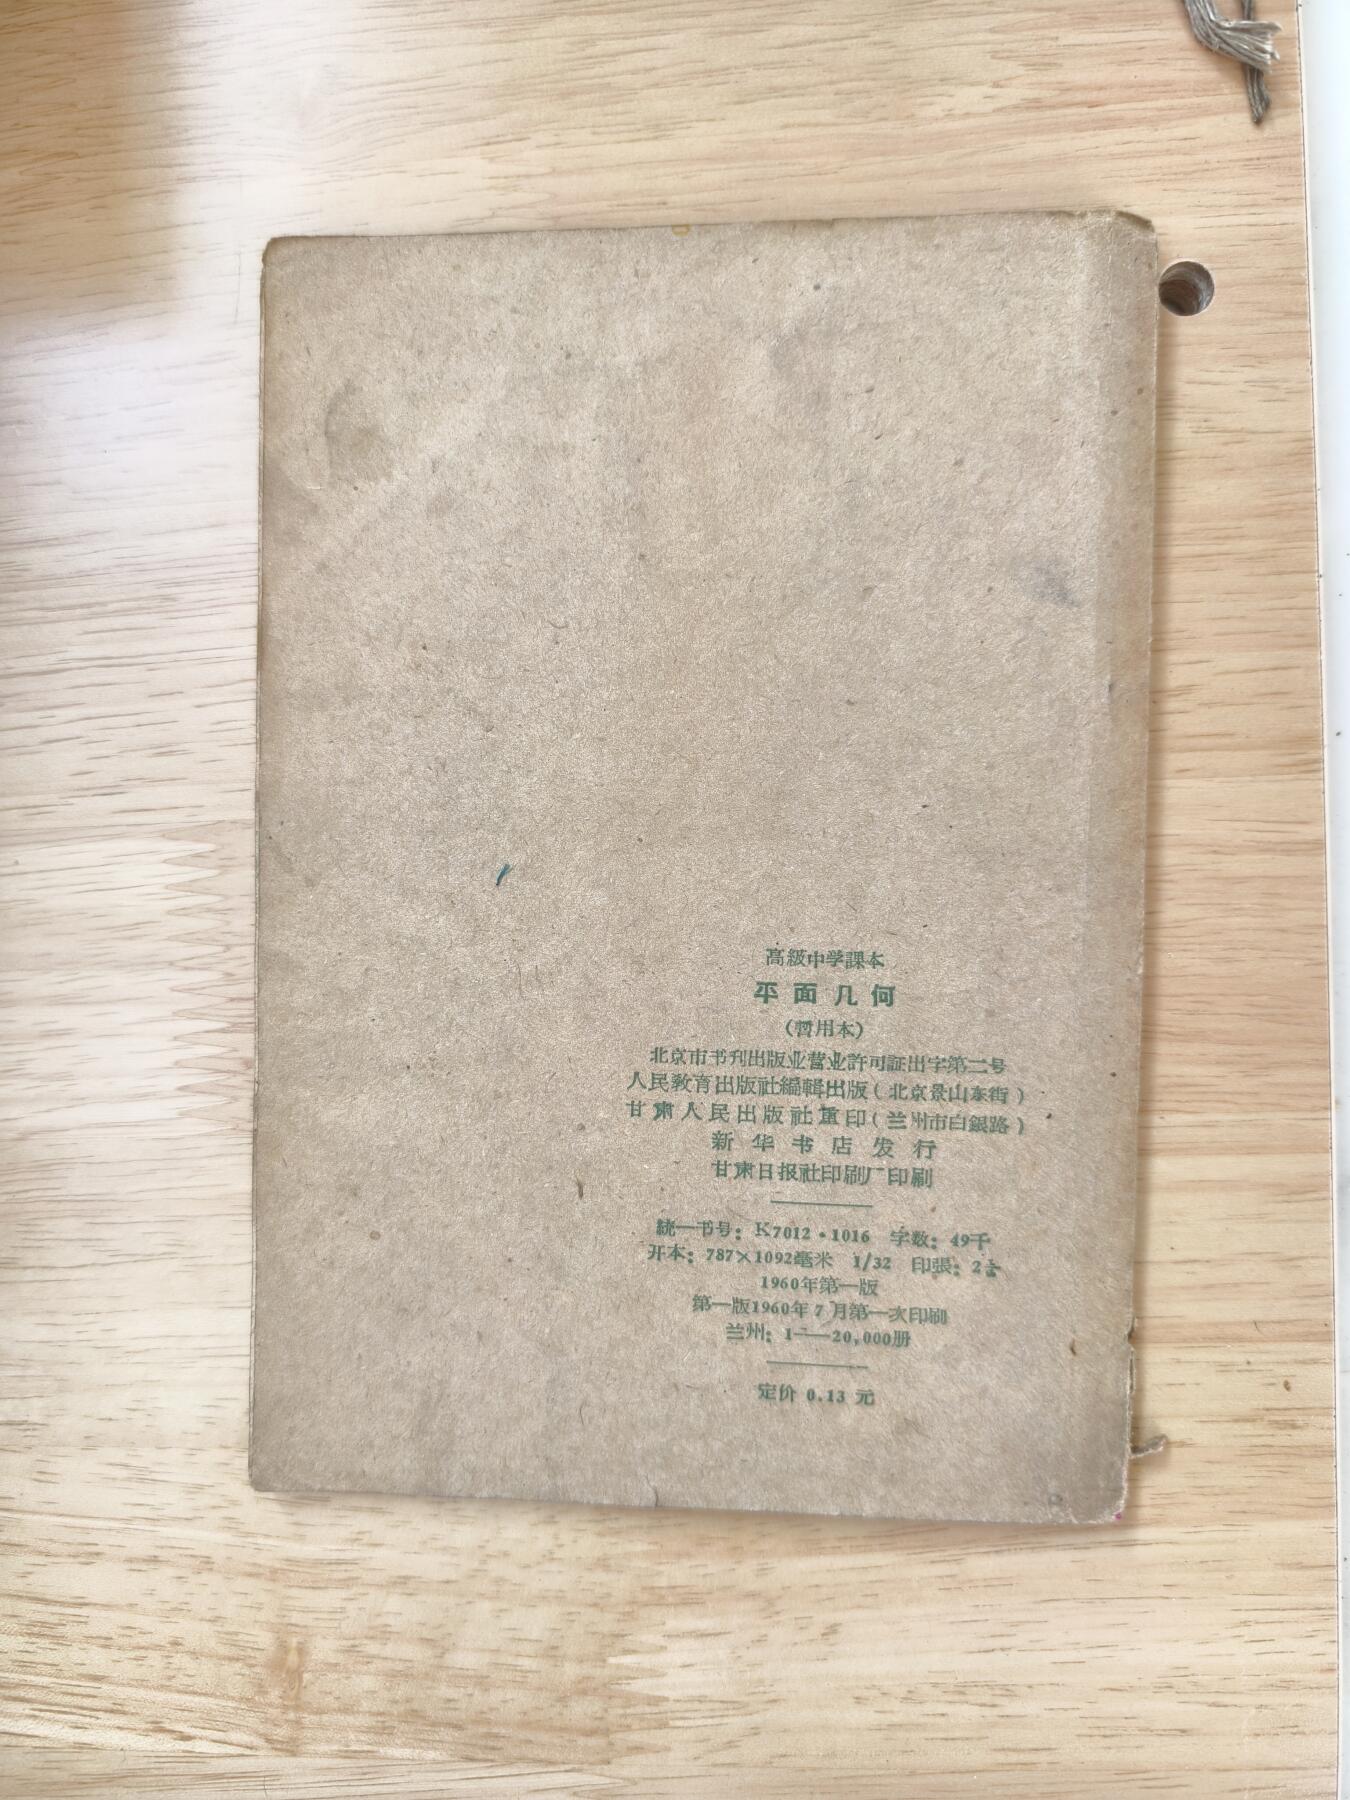 高級中学課本
平面几何
(暫用本)
北京市书刊出版业营业許可証出字第二号
人民教育出版社編輯出版(北京景山东街)
甘肃人民出版社重印(兰州市白銀路)
新华书店发行
甘肃日报社印刷厂印刷
統一书号:K7012·1016 字数:49千
开本:787×1092毫米 1/32 印張:2
1960年第一版
第一版1960年7月第一次印刷
兰州:1——20,000册
定价 0.13 元